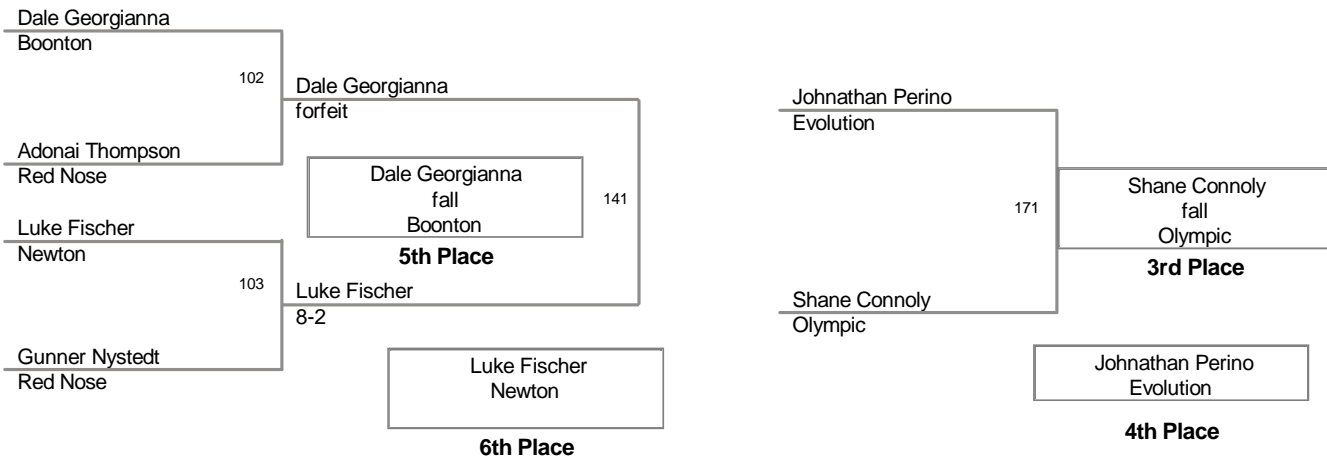 Dale Georgianna
Boonton
102
Dale Georgianna
forfeit
Adonai Thompson
Red Nose
Dale Georgianna
fall
Boonton
5th Place
141
Luke Fischer
Newton
103
Luke Fischer
8-2
Gunner Nystedt
Red Nose
Luke Fischer
Newton
6th Place
Johnathan Perino
Evolution
171
Shane Connoly
fall
Olympic
3rd Place
Shane Connoly
Olympic
Johnathan Perino
Evolution
4th Place